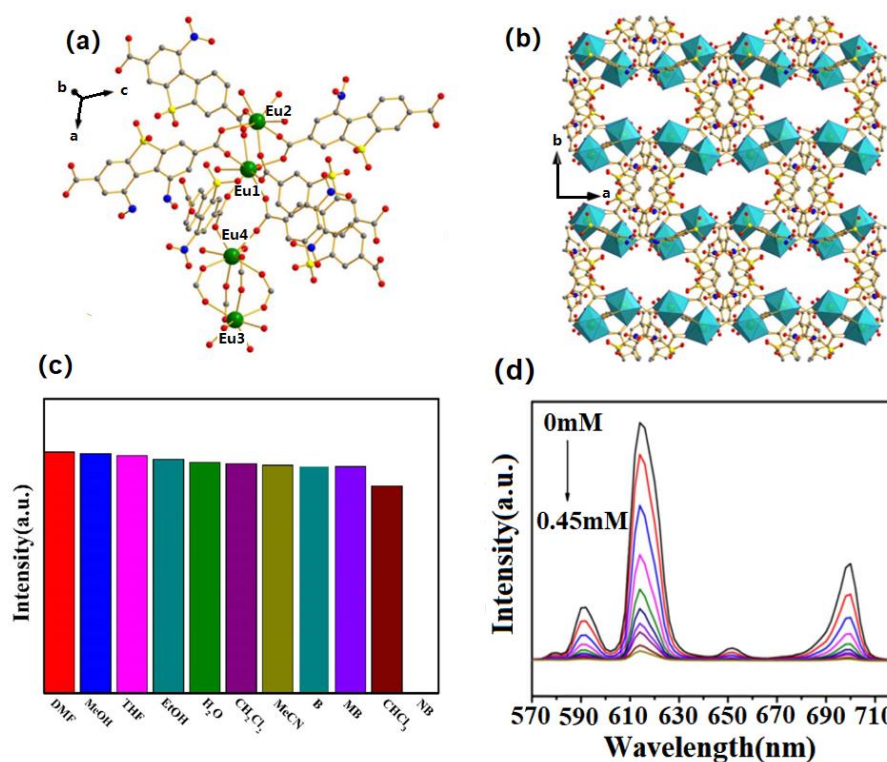 (a)
b
c
a
Eu2
Eu1
Eu4
Eu3
(b)
b
a
(c)
Intensity(a.u.)
DMF
MeOH
THF
EtOH
H₂O
CH₂Cl₂
MeCN
B
MB
CHCl₃
NB
(d)
0mM
0.45mM
Intensity(a.u.)
570 590 610 630 650 670 690 710
Wavelength(nm)